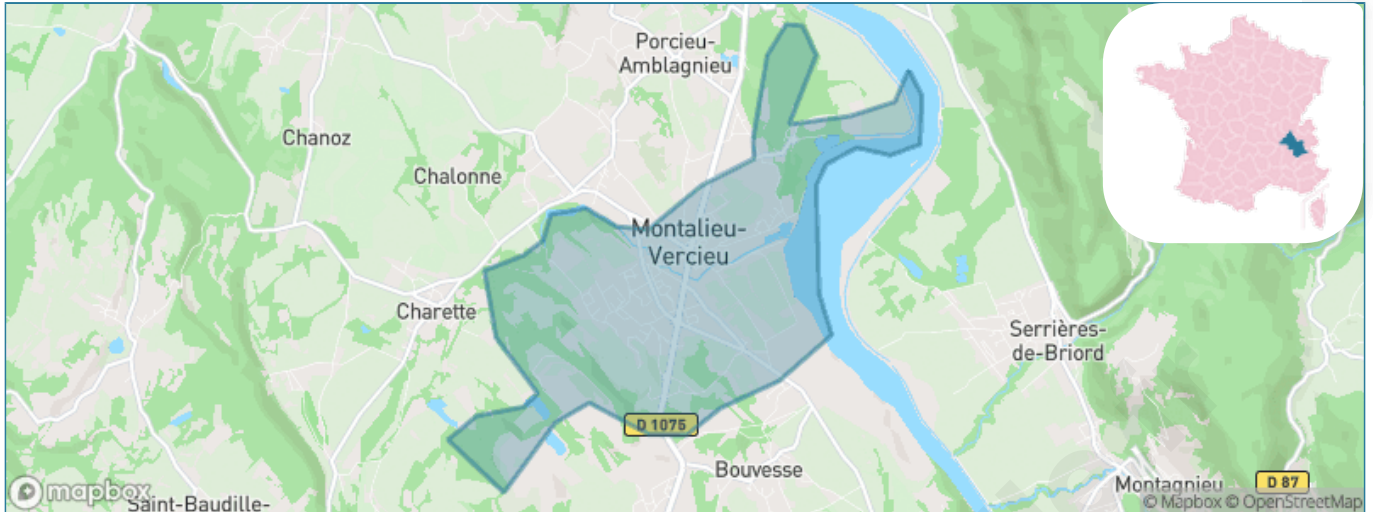 Porcieu-
Amblagnieu
Chanoz
Chalonne
Montalieu-
Vercieu
Charette
Serrières-
de-Briord
D 1075
Bouvesse
Montagnieu
D 87
mapbox
Saint-Baudille-
© Mapbox © OpenStreetMap